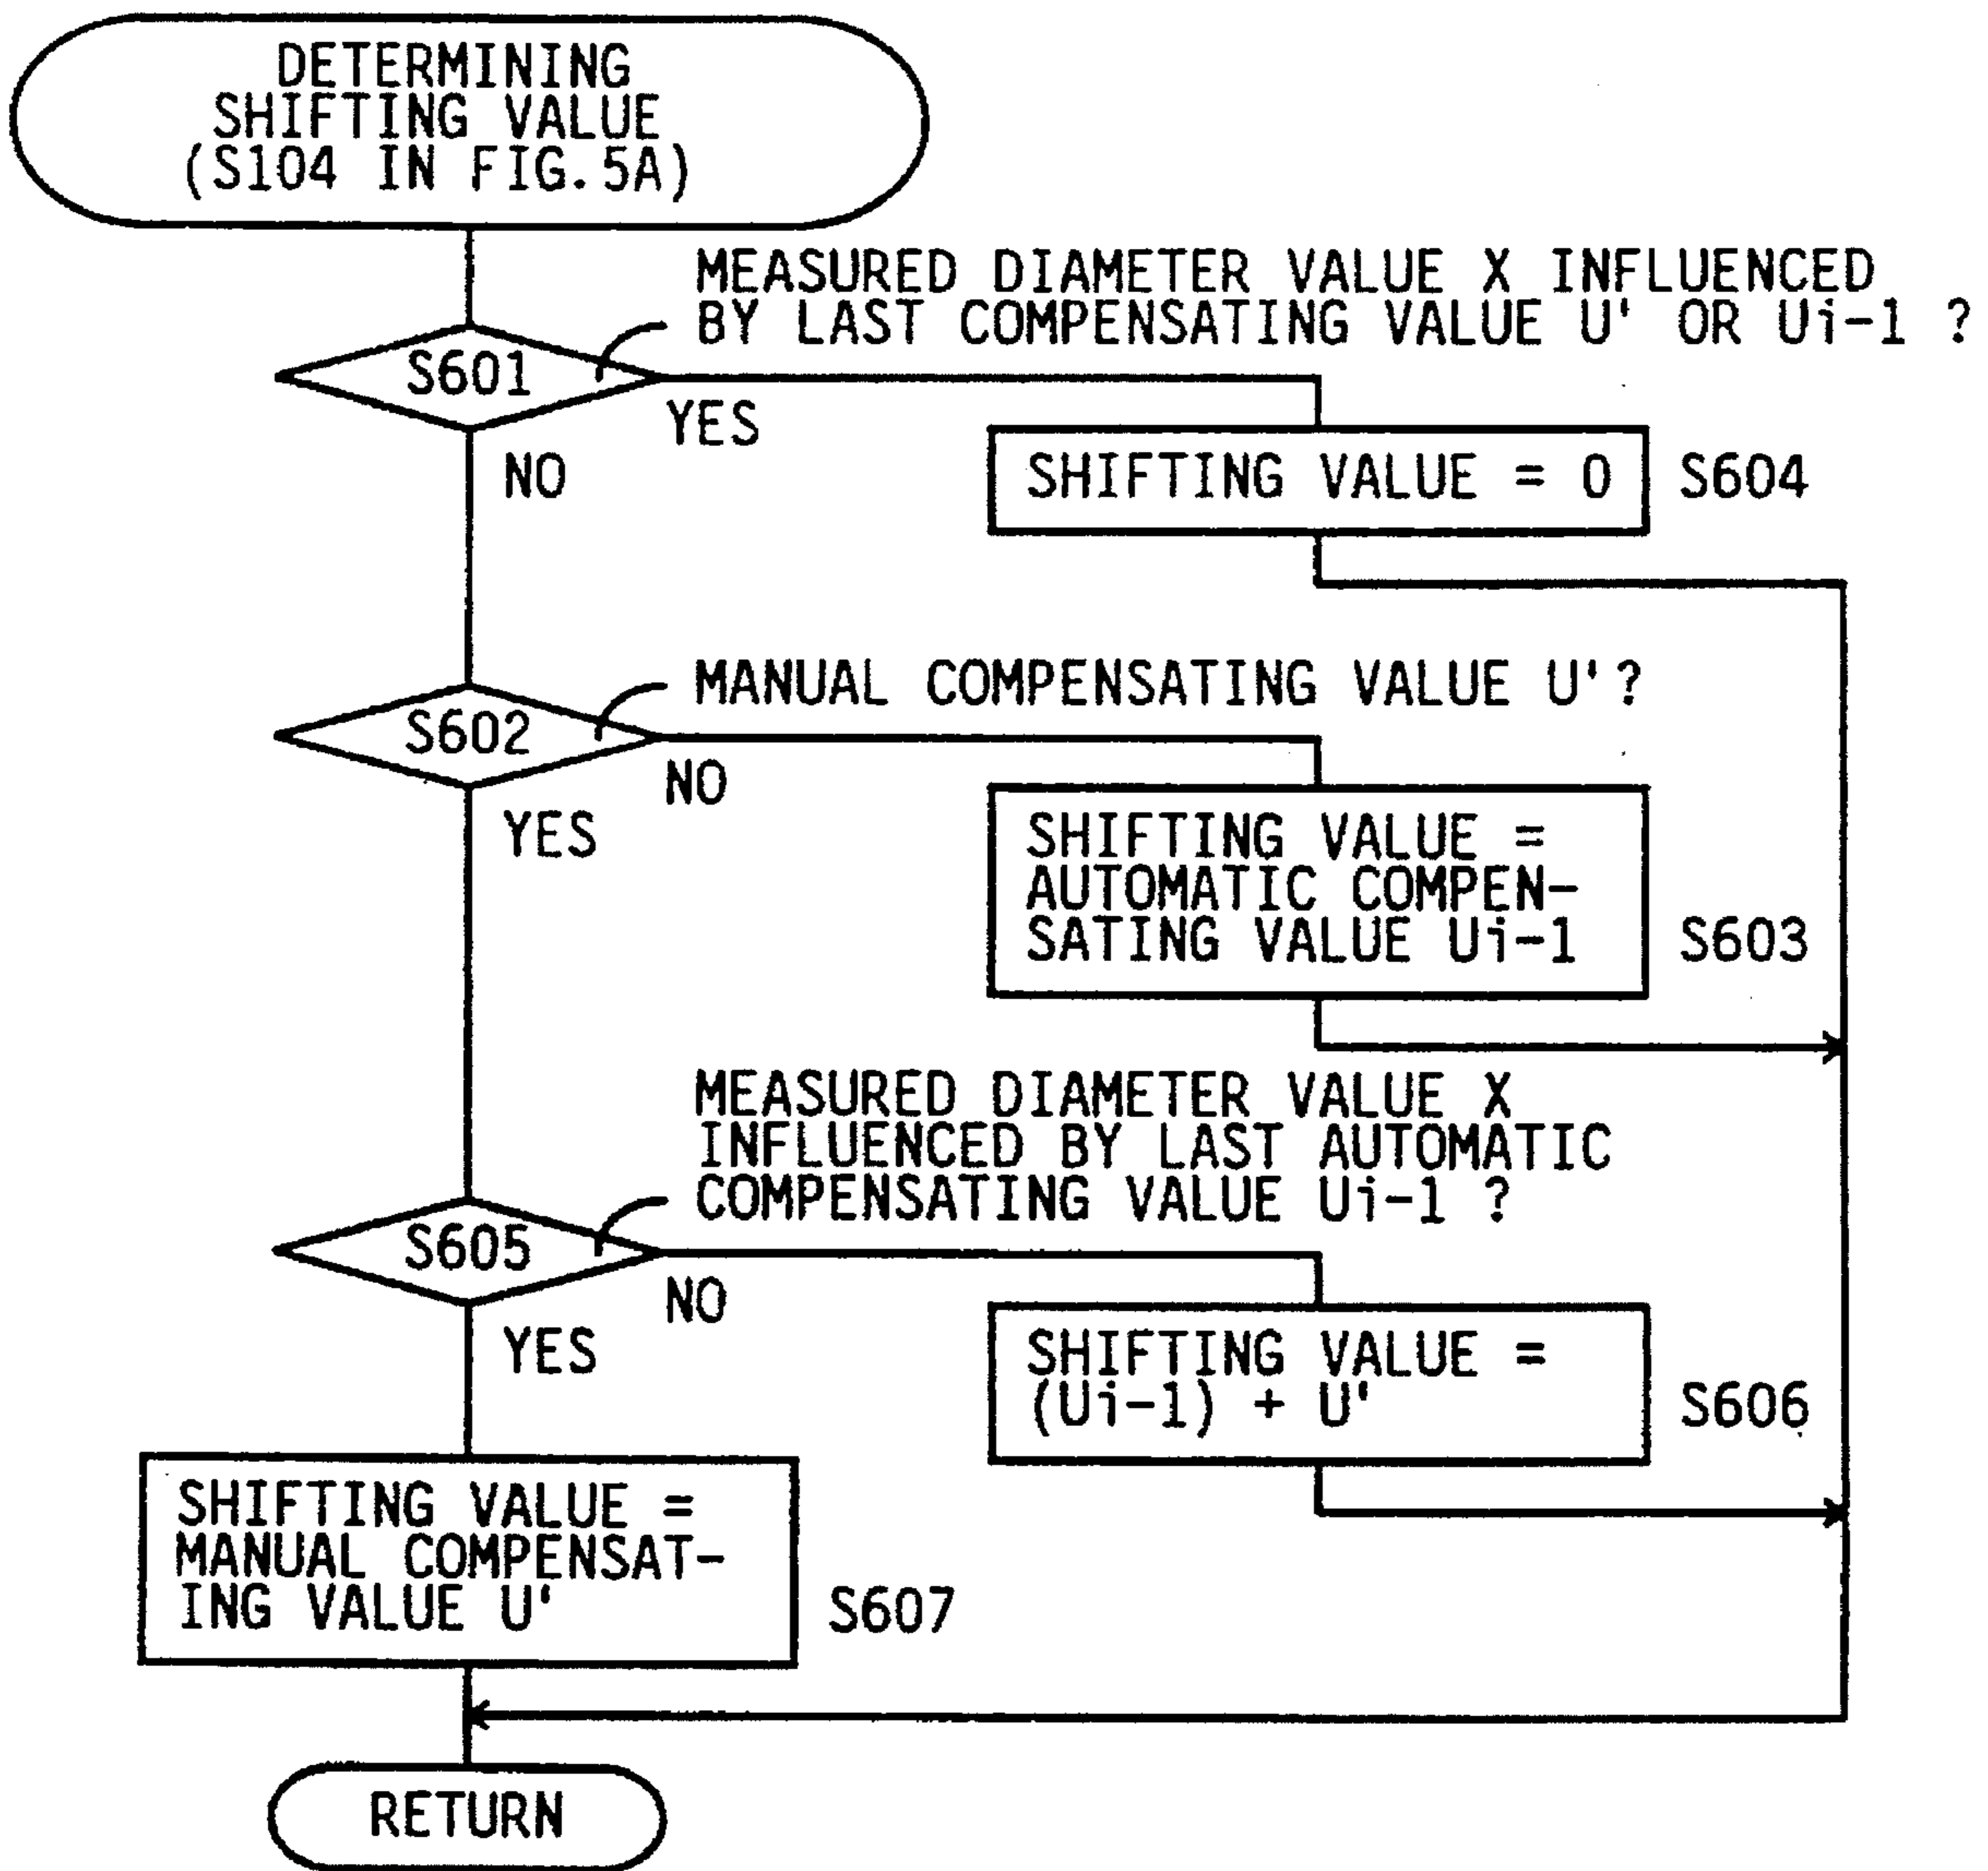 DETERMINING
SHIFTING VALUE
(S104 IN FIG.5A)
MEASURED DIAMETER VALUE X INFLUENCED
BY LAST COMPENSATING VALUE U' OR Ui-1 ?
S601
YES
NO
SHIFTING VALUE = 0
S604
MANUAL COMPENSATING VALUE U'?
S602
NO
YES
SHIFTING VALUE =
AUTOMATIC COMPEN-
SATING VALUE Ui-1
S603
MEASURED DIAMETER VALUE X
INFLUENCED BY LAST AUTOMATIC
COMPENSATING VALUE Ui-1 ?
S605
NO
YES
SHIFTING VALUE =
(Ui-1) + U'
S606
SHIFTING VALUE =
MANUAL COMPENSAT-
ING VALUE U'
S607
RETURN